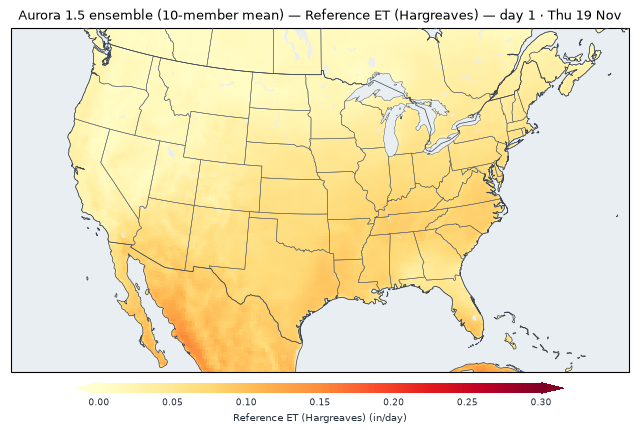 Aurora 1.5 ensemble (10-member mean) — Reference ET (Hargreaves) — day 1 · Thu 19 Nov
0.00 0.05 0.10 0.15 0.20 0.25 0.30
Reference ET (Hargreaves) (in/day)